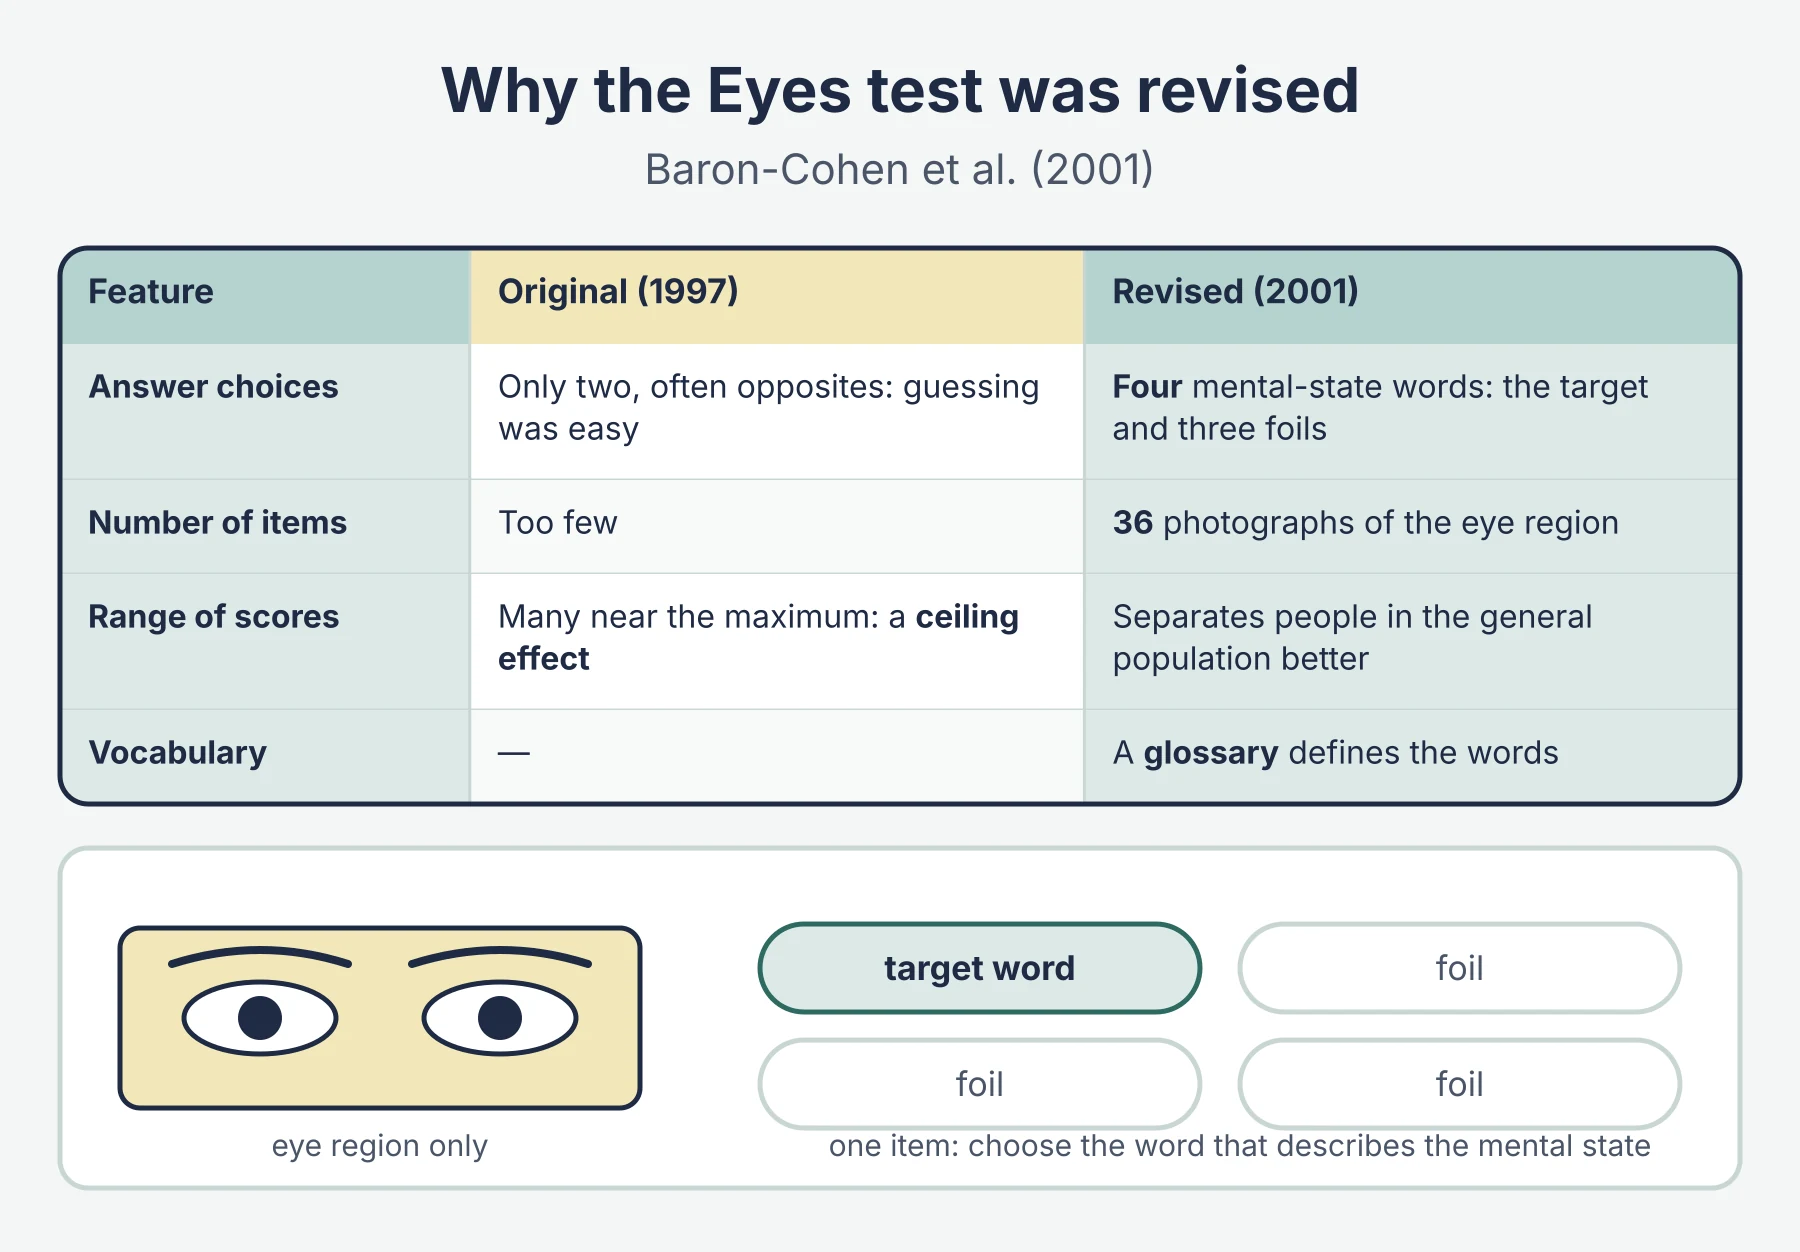 Why the Eyes test was revised
Baron-Cohen et al. (2001)
Feature
Original (1997)
Revised (2001)
Answer choices
Only two, often opposites: guessing
was easy
Four mental-state words: the target
and three foils
Number of items
Too few
36 photographs of the eye region
Range of scores
Many near the maximum: a ceiling
effect
Separates people in the general
population better
Vocabulary
—
A glossary defines the words
target word
foil
foil
foil
eye region only
one item: choose the word that describes the mental state